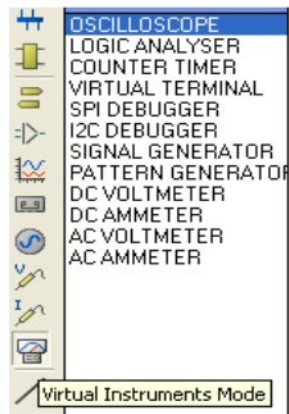 OSCILLOSCOPE
LOGIC ANALYSER
COUNTER TIMER
VIRTUAL TERMINAL
SPI DEBUGGER
I2C DEBUGGER
SIGNAL GENERATOR
PATTERN GENERATOR
DC VOLTMETER
DC AMMETER
AC VOLTMETER
AC AMMETER
V
I
Virtual Instruments Mode